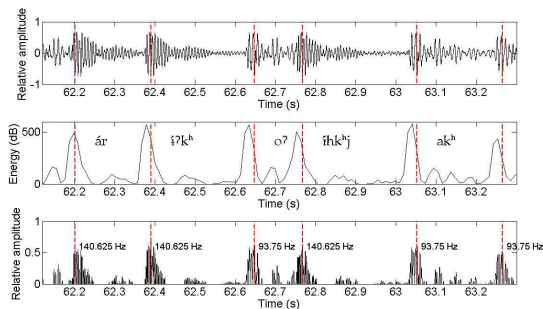 Relative amplitude
1
0
-1
62.2 62.3 62.4 62.5 62.6 62.7 62.8 62.9 63 63.1 63.2
Time (s)
Energy (dB)
500
0
ár íʔkʰ oʔ îhkʰj akʰ
62.2 62.3 62.4 62.5 62.6 62.7 62.8 62.9 63 63.1 63.2
Time (s)
Relative amplitude
1
0.5
0
140.625 Hz 140.625 Hz 93.75 Hz 140.625 Hz 93.75 Hz 93.75 Hz
62.2 62.3 62.4 62.5 62.6 62.7 62.8 62.9 63 63.1 63.2
Time (s)